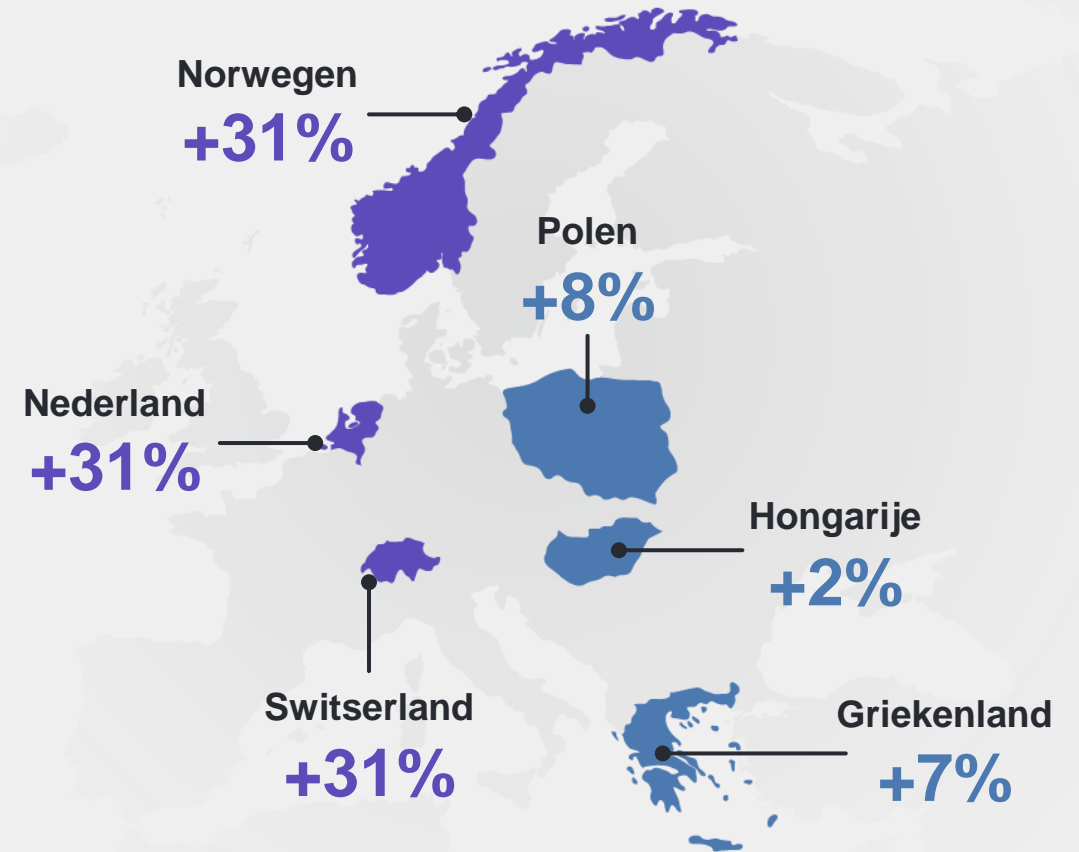 Norwegen
+31%
Polen
+8%
Nederland
+31%
Hongarije
+2%
Switserland
+31%
Griekenland
+7%